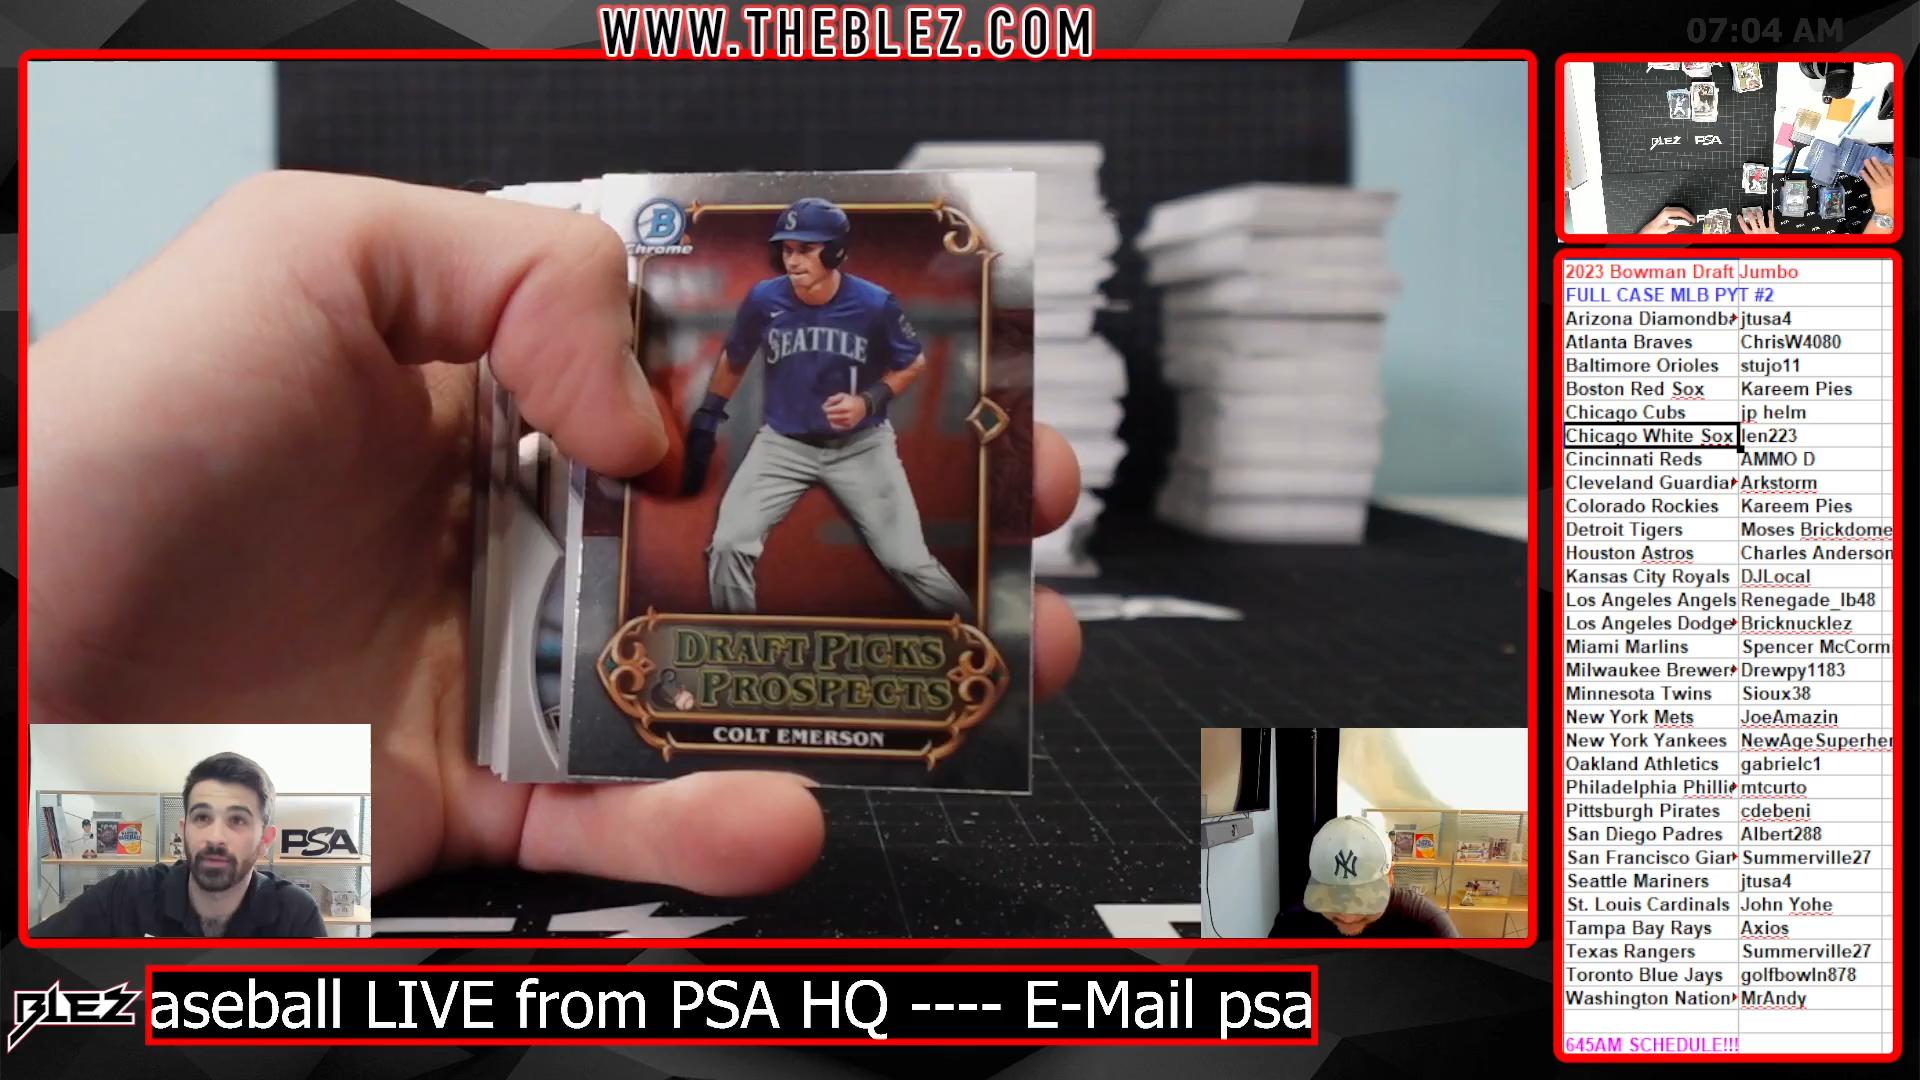 WWW.THEBLEZ.COM
07:04 AM
B
Chrome
S
SEATTLE
1
DRAFT PICKS
& PROSPECTS
COLT EMERSON
BLEZ PSA
2023 Bowman Draft Jumbo
FULL CASE MLB PYT #2
Arizona Diamondba jtusa4
Atlanta Braves ChrisW4080
Baltimore Orioles stujo11
Boston Red Sox Kareem Pies
Chicago Cubs jp helm
Chicago White Sox len223
Cincinnati Reds AMMO D
Cleveland Guardia Arkstorm
Colorado Rockies Kareem Pies
Detroit Tigers Moses Brickdome
Houston Astros Charles Anderson
Kansas City Royals DJLocal
Los Angeles Angels Renegade_lb48
Los Angeles Dodge Bricknucklez
Miami Marlins Spencer McCormi
Milwaukee Brewer Drewpy1183
Minnesota Twins Sioux38
New York Mets JoeAmazin
New York Yankees NewAgeSuperher
Oakland Athletics gabrielc1
Philadelphia Phillie mtcurto
Pittsburgh Pirates cdebeni
San Diego Padres Albert288
San Francisco Gian Summerville27
Seattle Mariners jtusa4
St. Louis Cardinals John Yohe
Tampa Bay Rays Axios
Texas Rangers Summerville27
Toronto Blue Jays golfbowln878
Washington Nation MrAndy
645AM SCHEDULE!!!
PSA
NY
BLEZ
aseball LIVE from PSA HQ ---- E-Mail psa